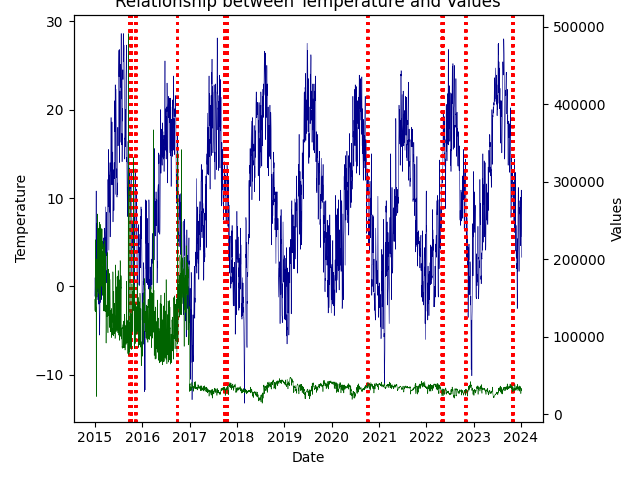 Relationship between Temperature and Values
30
20
10
0
−10
Temperature
500000
400000
300000
200000
100000
0
Values
2015 2016 2017 2018 2019 2020 2021 2022 2023 2024
Date